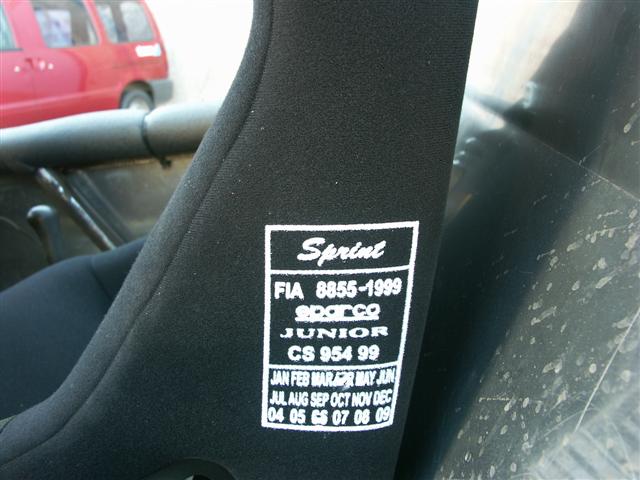 Sprint
FIA 8855-1999
sparco
JUNIOR
CS 954 99
JAN FEB MAR APR MAY JUN
JUL AUG SEP OCT NOV DEC
04 05 06 07 08 09